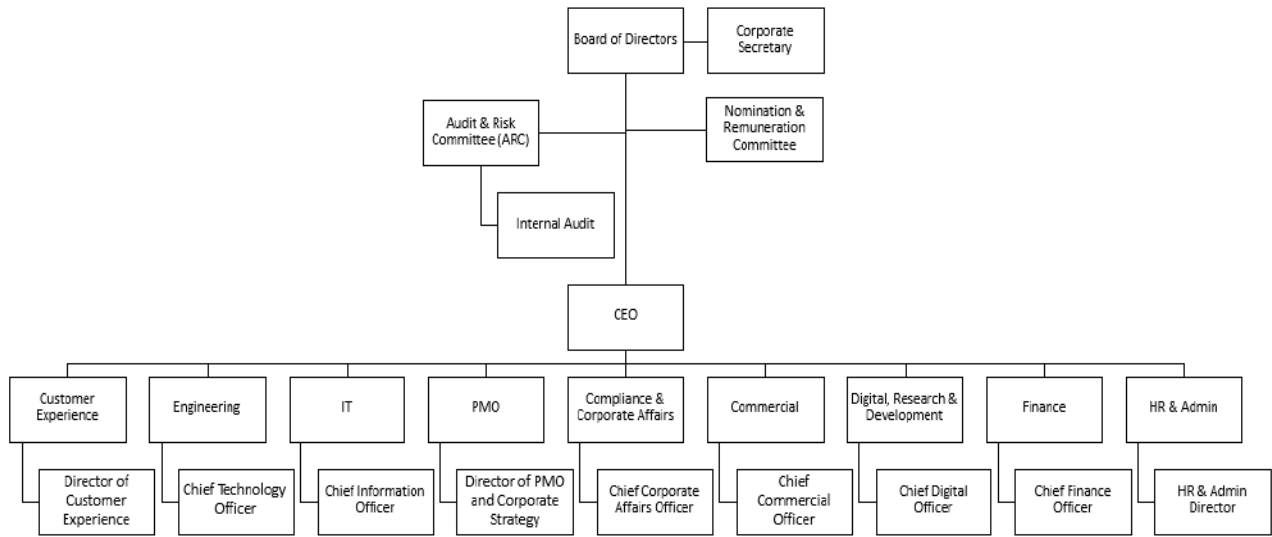 Board of Directors
Corporate
Secretary
Audit & Risk
Committee (ARC)
Nomination &
Remuneration
Committee
Internal Audit
CEO
Customer
Experience
Engineering
IT
PMO
Compliance &
Corporate Affairs
Commercial
Digital, Research &
Development
Finance
HR & Admin
Director of
Customer
Experience
Chief Technology
Officer
Chief Information
Officer
Director of PMO
and Corporate
Strategy
Chief Corporate
Affairs Officer
Chief
Commercial
Officer
Chief Digital
Officer
Chief Finance
Officer
HR & Admin
Director